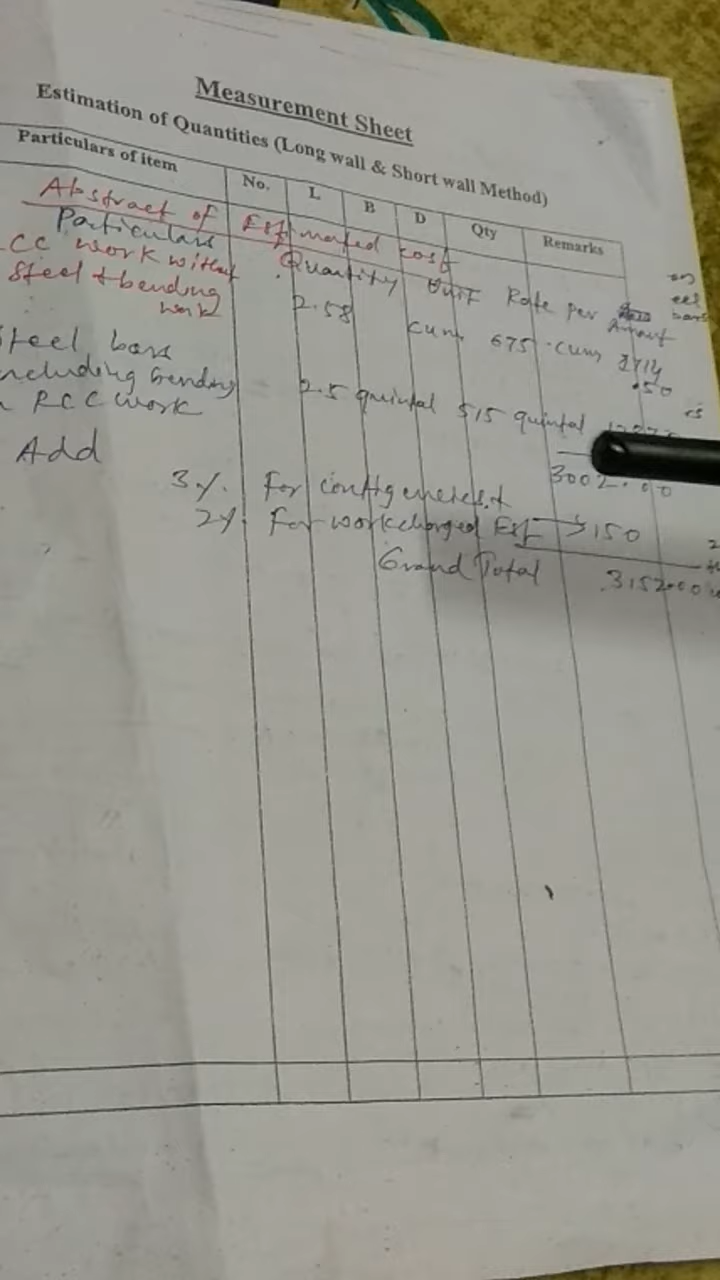 Measurement Sheet
Estimation of Quantities (Long wall & Short wall Method)
Particulars of item No. L B D Qty Remarks
Abstract of Estimated cost
Particulars Quantity Unit Rate per Amount
CC work without 2.58 cum 675 cum
Steel & bending
work
.50
Steel bars
including bending 2.5 quintal 515 quintal
RCC work
3002.00
Add
3%. For
2% For workcharged Est 150
Grand Total 3152.00